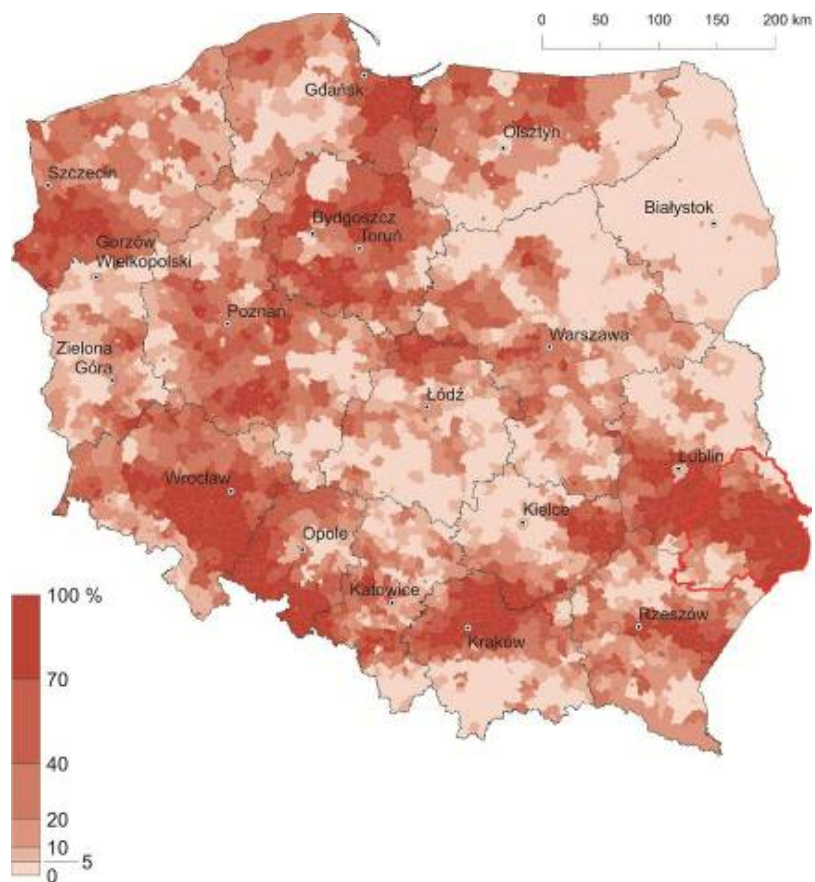 0 50 100 150 200 km
Gdańsk
Olsztyn
Szczecin
Białystok
Bydgoszcz
Toruń
Gorzów
Wielkopolski
Poznań
Warszawa
Zielona
Góra
Łódź
Lublin
Wrocław
Kielce
Opole
Katowice
Rzeszów
Kraków
100 %
70
40
20
10
5
0